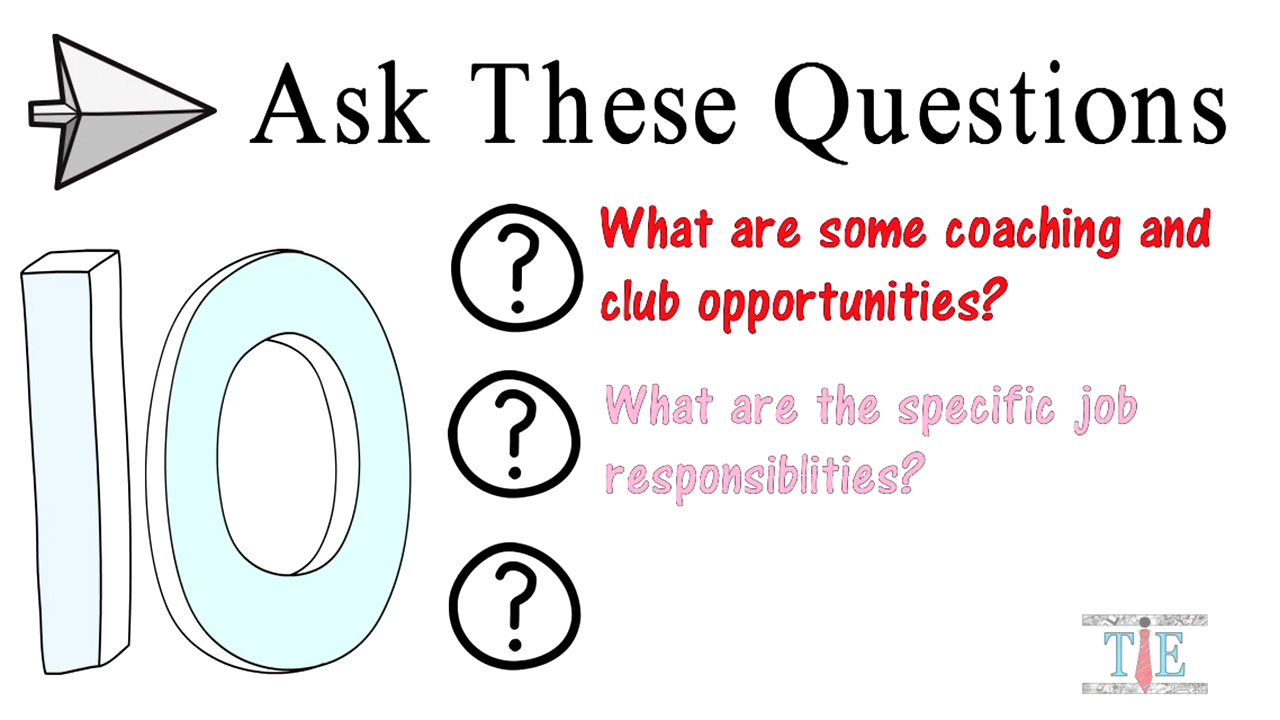 Ask These Questions
10
?
What are some coaching and
club opportunities?
?
What are the specific job
responsiblities?
?
TIE